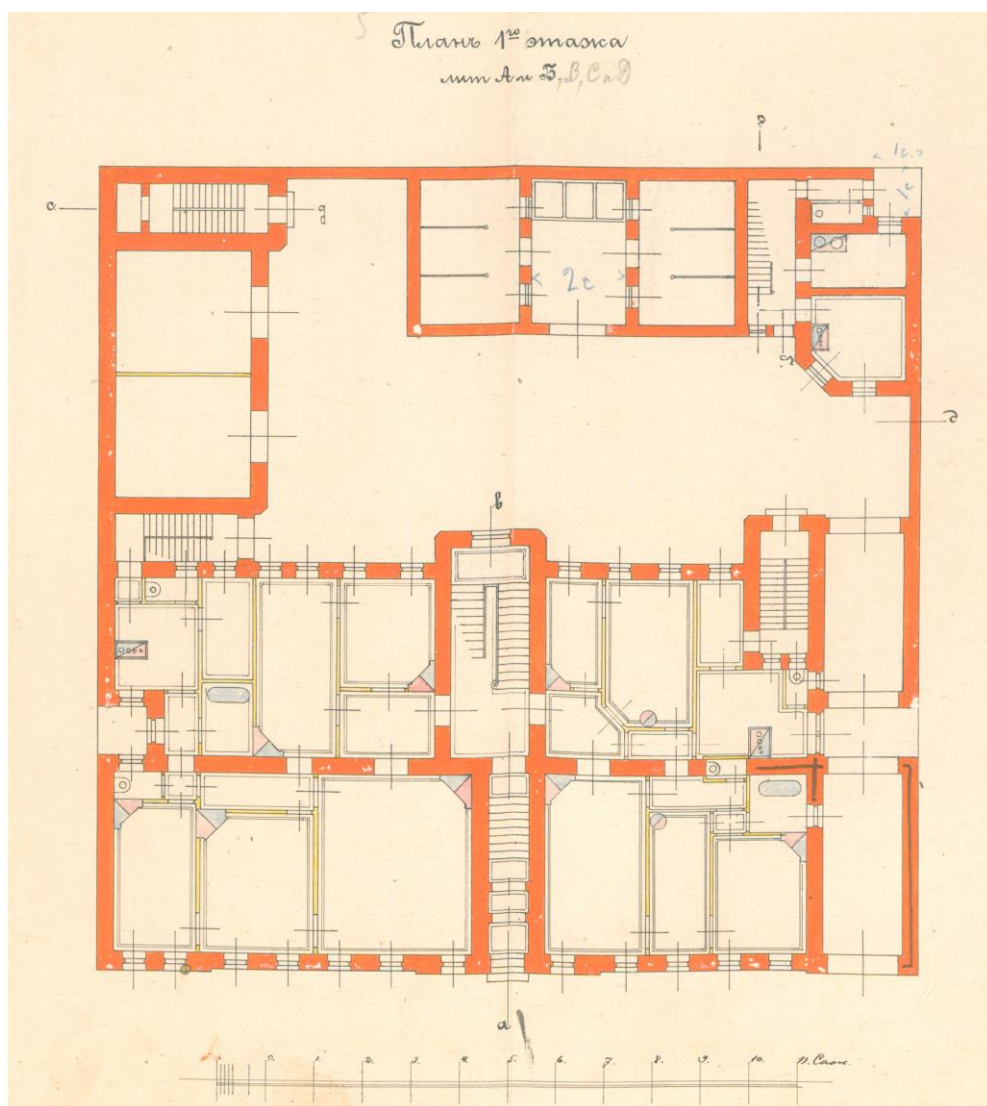 Планъ 1го этажа
лит А и Б, В, С и Д
а
1с.
1с
с
д
2с
б.
д
в
а
0. 1. 2. 3. 4. 5. 6. 7. 8. 9. 10. 11. Саж.